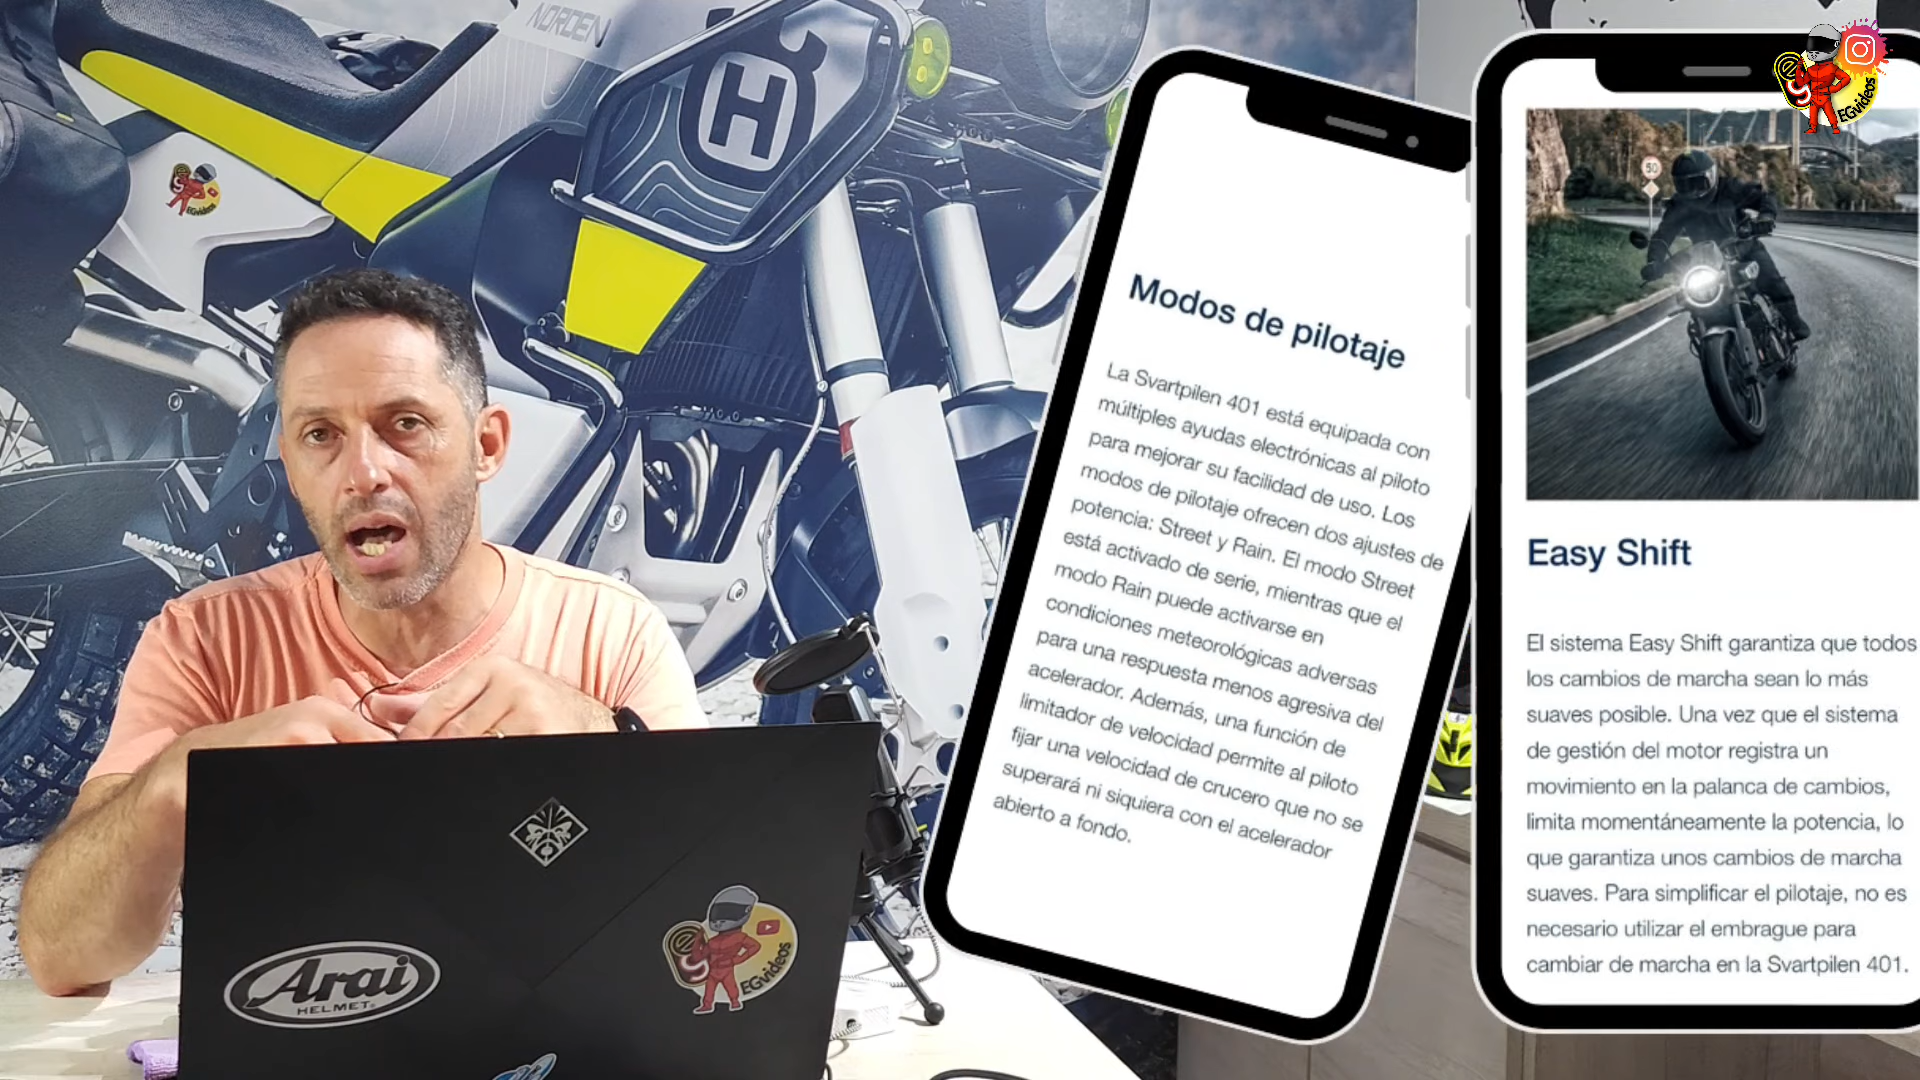 NORDEN
H
EGvideos
Arai
HELMET
EGvideos
Modos de pilotaje
La Svartpilen 401 está equipada con
múltiples ayudas electrónicas al piloto
para mejorar su facilidad de uso. Los
modos de pilotaje ofrecen dos ajustes de
potencia: Street y Rain. El modo Street
está activado de serie, mientras que el
modo Rain puede activarse en
condiciones meteorológicas adversas
para una respuesta menos agresiva del
acelerador. Además, una función de
limitador de velocidad permite al piloto
fijar una velocidad de crucero que no se
superará ni siquiera con el acelerador
abierto a fondo.
EGvideos
50
Easy Shift
El sistema Easy Shift garantiza que todos
los cambios de marcha sean lo más
suaves posible. Una vez que el sistema
de gestión del motor registra un
movimiento en la palanca de cambios,
limita momentáneamente la potencia, lo
que garantiza unos cambios de marcha
suaves. Para simplificar el pilotaje, no es
necesario utilizar el embrague para
cambiar de marcha en la Svartpilen 401.